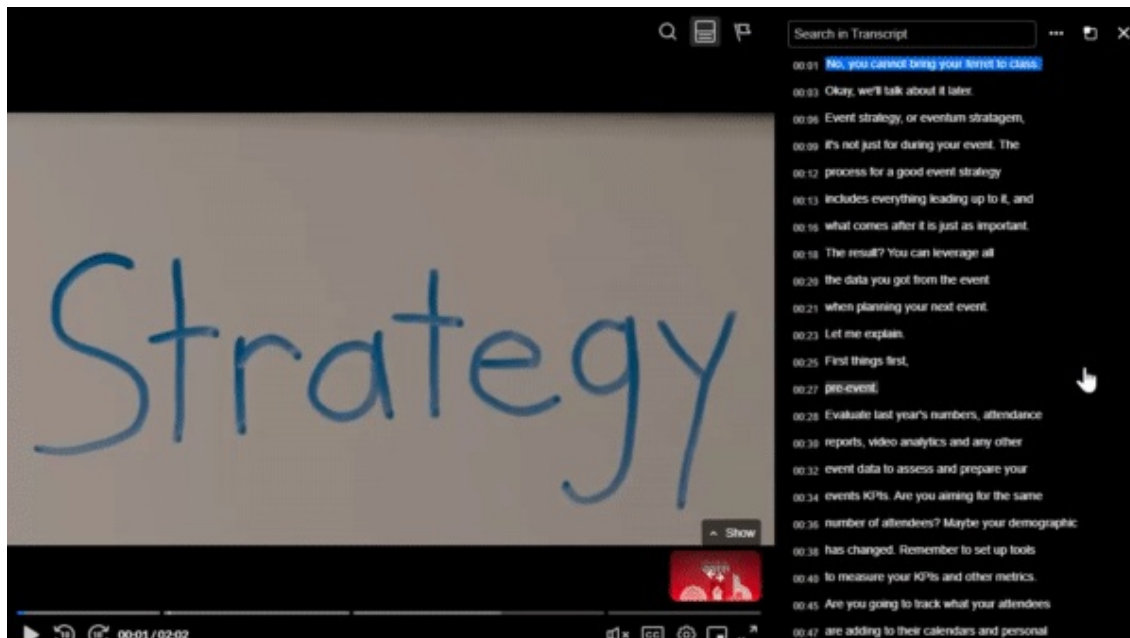 Search in Transcript
00:01 No, you cannot bring your ferret to class.
00:03 Okay, we'll talk about it later.
00:06 Event strategy, or eventum stratagem,
00:09 it's not just for during your event. The
00:12 process for a good event strategy
00:13 includes everything leading up to it, and
00:16 what comes after it is just as important.
00:18 The result? You can leverage all
00:20 the data you got from the event
00:21 when planning your next event.
00:23 Let me explain.
00:25 First things first,
00:27 pre-event.
00:28 Evaluate last year's numbers, attendance
00:30 reports, video analytics and any other
00:32 event data to assess and prepare your
00:34 events KPIs. Are you aiming for the same
00:36 number of attendees? Maybe your demographic
00:38 has changed. Remember to set up tools
00:40 to measure your KPIs and other metrics.
00:45 Are you going to track what your attendees
00:47 are adding to their calendars and personal
Strategy
Show
10
10
00:01 / 02:02
CC